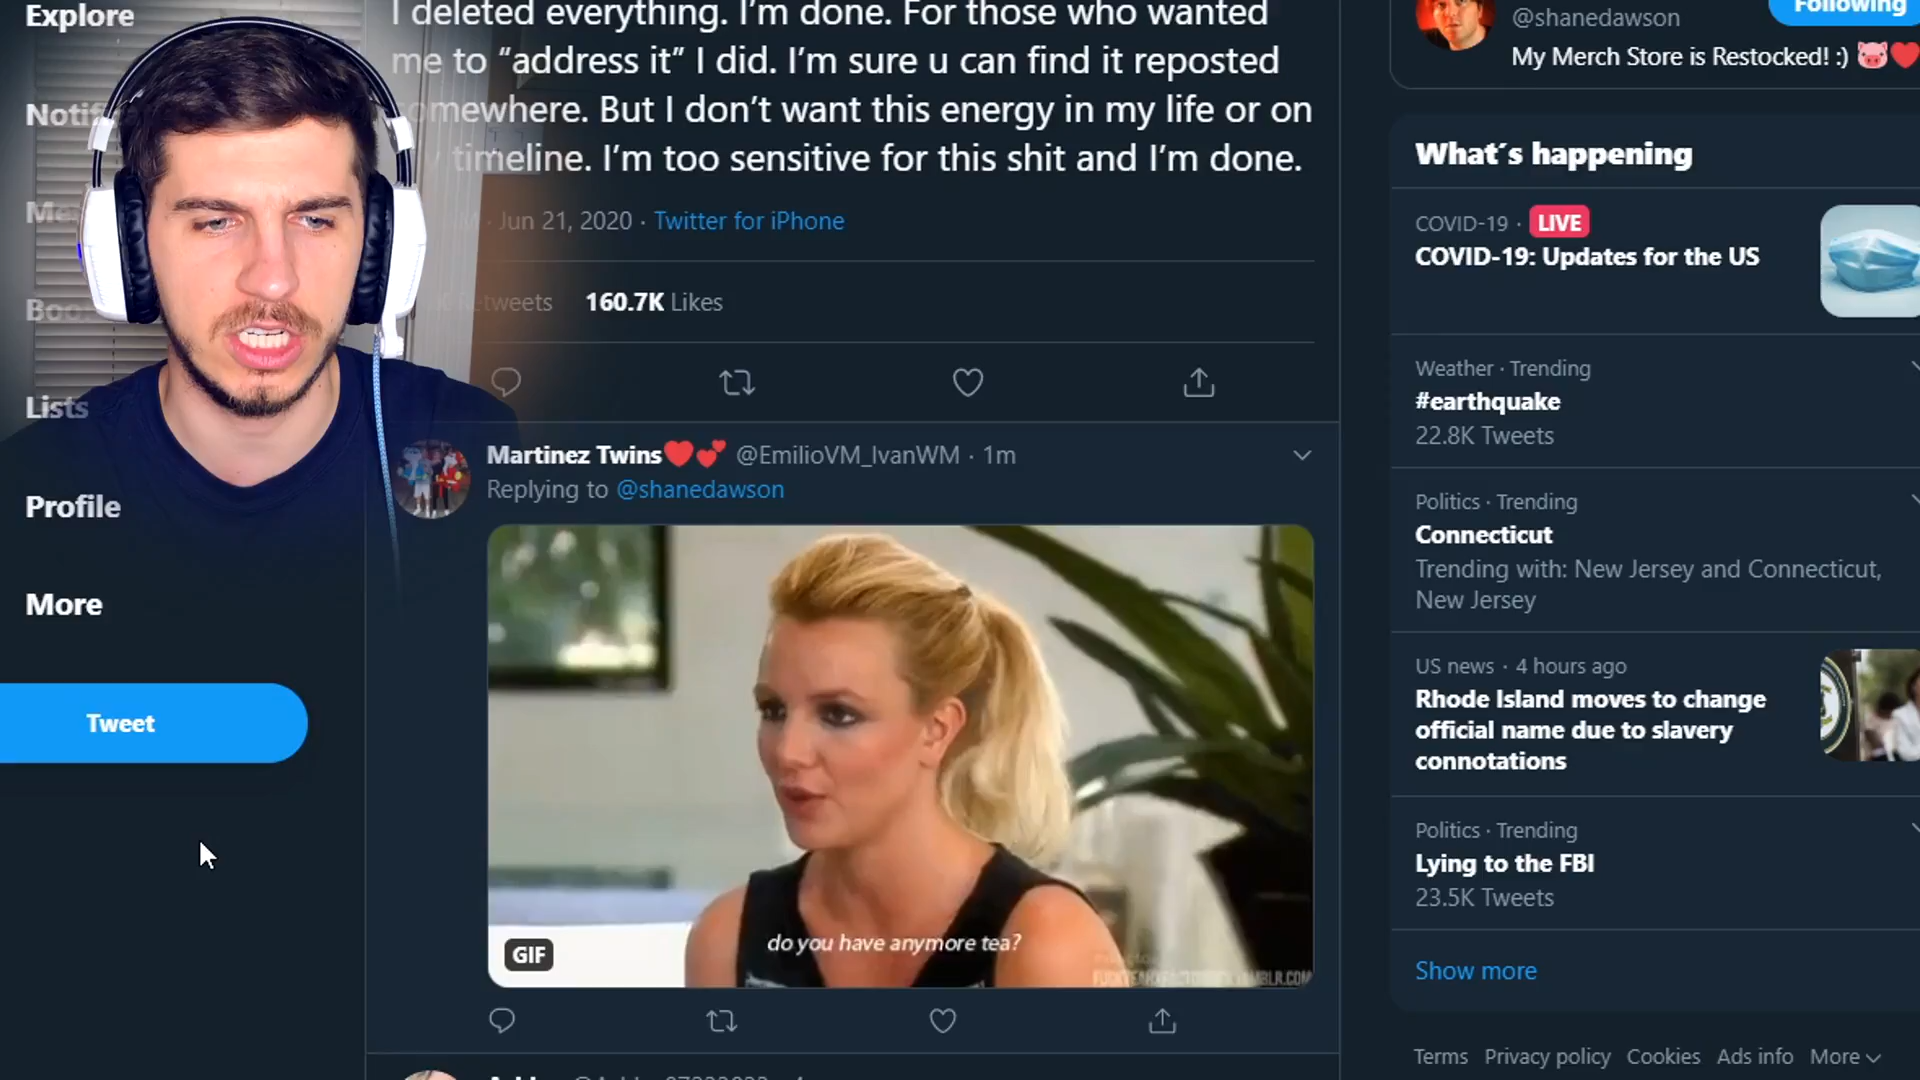 Explore
Lists
Profile
More
Tweet
I deleted everything. I'm done. For those who wanted
me to “address it” I did. I'm sure u can find it reposted
somewhere. But I don't want this energy in my life or on
timeline. I'm too sensitive for this shit and I'm done.
Jun 21, 2020 · Twitter for iPhone
Retweets 160.7K Likes
Martinez Twins❤️💕 @EmilioVM_IvanWM · 1m
Replying to @shanedawson
do you have anymore tea?
GIF
@shanedawson
Following
My Merch Store is Restocked! :) 🐷❤️
What´s happening
COVID-19 · LIVE
COVID-19: Updates for the US
Weather · Trending
#earthquake
22.8K Tweets
Politics · Trending
Connecticut
Trending with: New Jersey and Connecticut,
New Jersey
US news · 4 hours ago
Rhode Island moves to change
official name due to slavery
connotations
Politics · Trending
Lying to the FBI
23.5K Tweets
Show more
Terms Privacy policy Cookies Ads info More